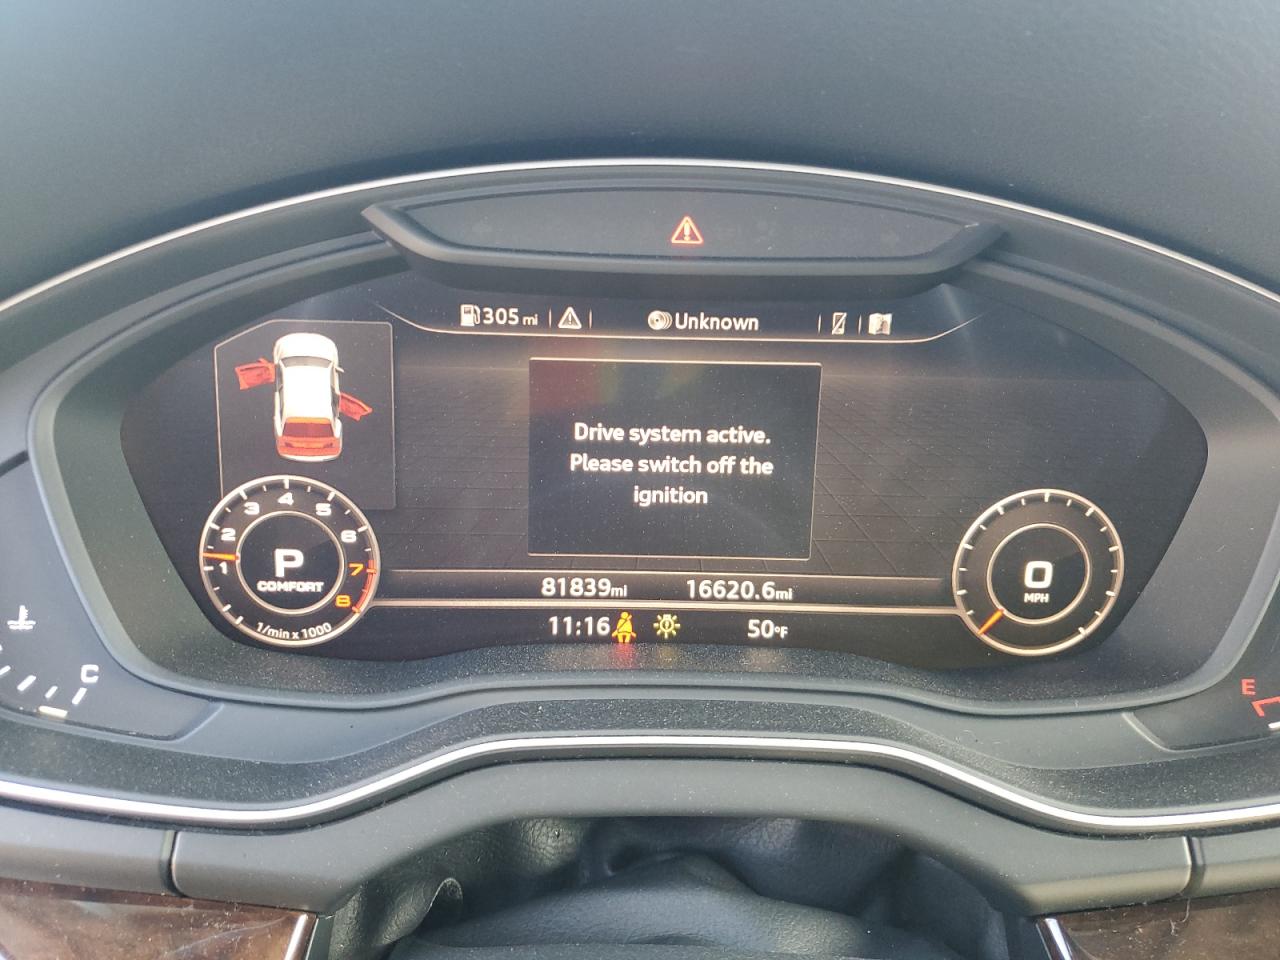 305 mi
Unknown
Drive system active.
Please switch off the
ignition
1 2 3 4 5 6 7 8
P
COMFORT
1/min x 1000
0
MPH
81839mi 16620.6mi
11:16 50°F
C
E